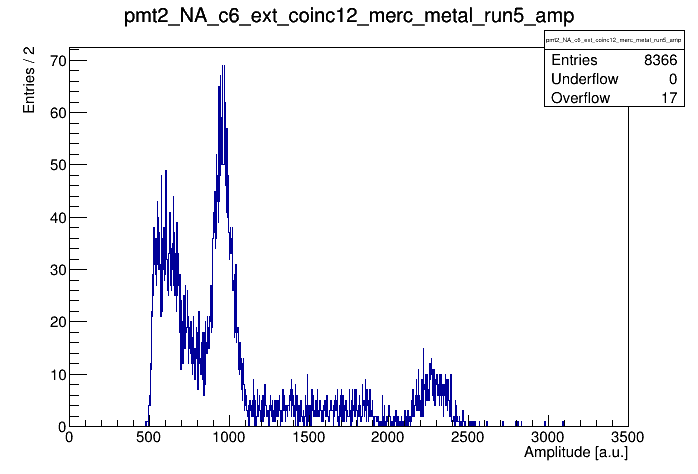 pmt2_NA_c6_ext_coinc12_merc_metal_run5_amp
pmt2_NA_c6_ext_coinc12_merc_metal_run5_amp
Entries 8366
Underflow 0
Overflow 17
Entries / 2
70
60
50
40
30
20
10
0
0 500 1000 1500 2000 2500 3000 3500
Amplitude [a.u.]